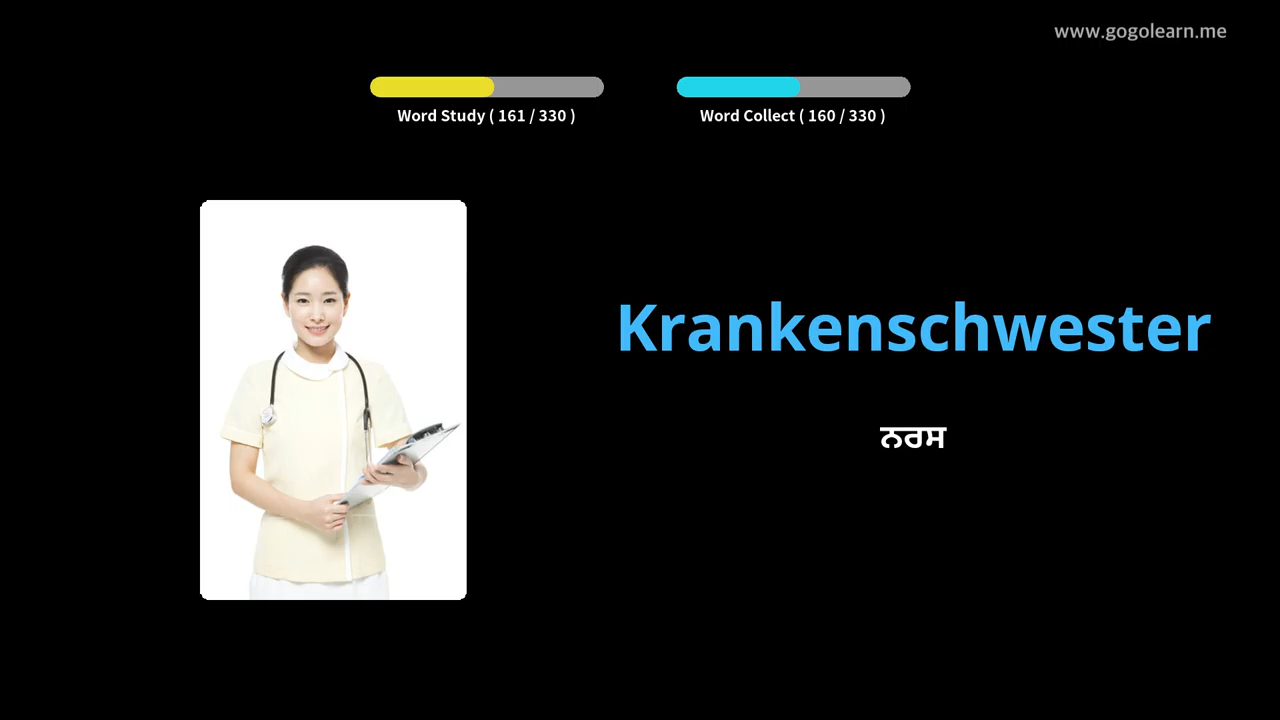 www.gogolearn.me
Word Study ( 161 / 330 )
Word Collect ( 160 / 330 )
Krankenschwester
ਨਰਸ